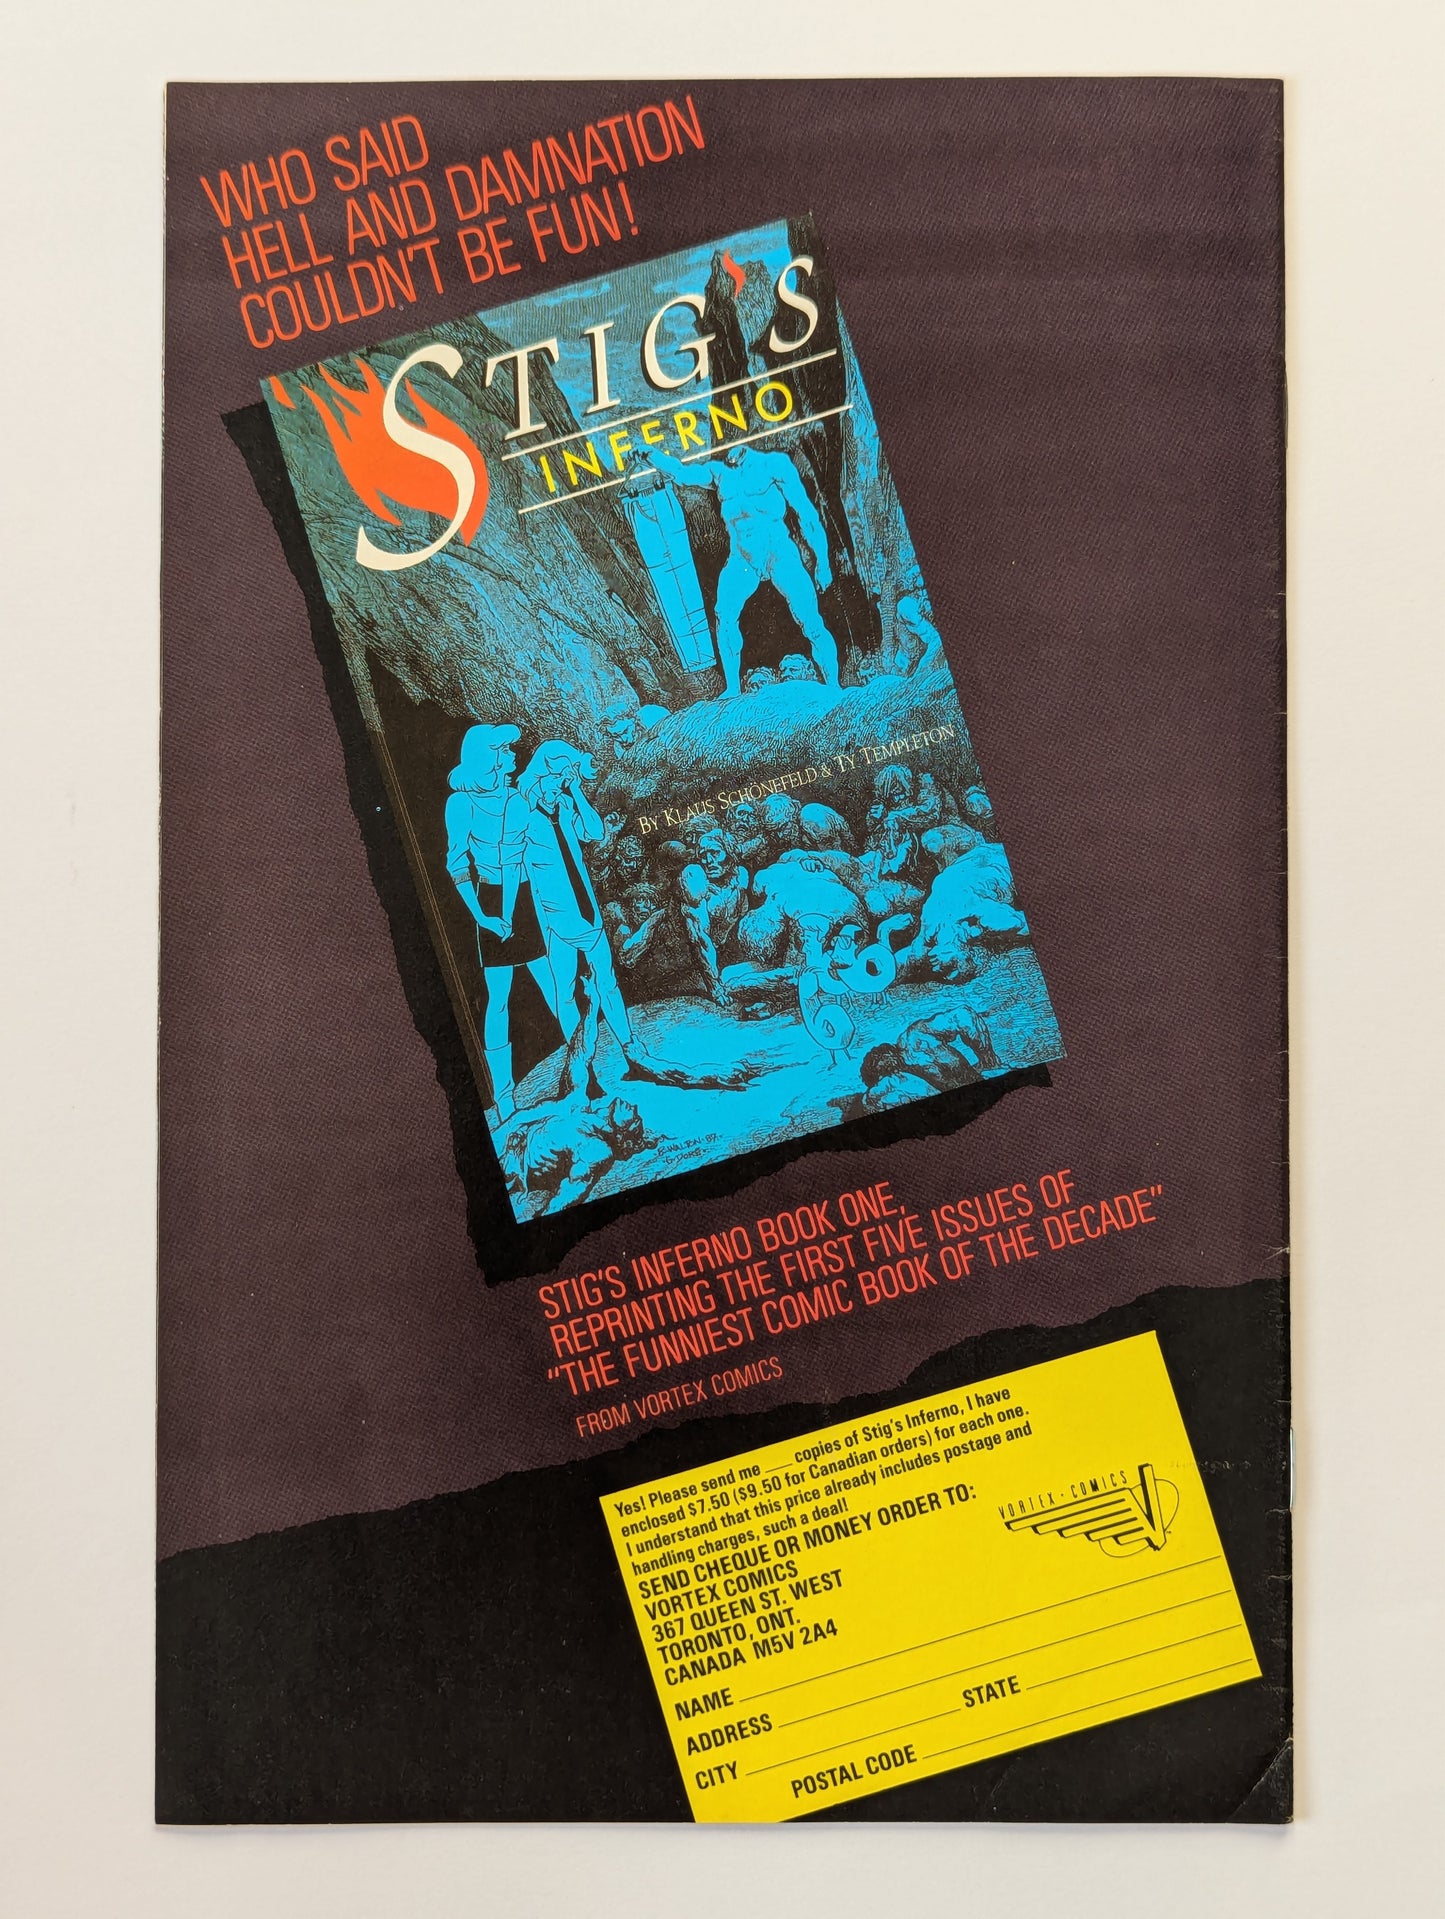 WHO SAID
HELL AND DAMNATION
COULDN'T BE FUN!
STIG'S
INFERNO
BY KLAUS SCHÖNEFELD & TY TEMPLETON
B. WALTON · 87
G. DORÉ
STIG'S INFERNO BOOK ONE,
REPRINTING THE FIRST FIVE ISSUES OF
"THE FUNNIEST COMIC BOOK OF THE DECADE"
FROM VORTEX COMICS
Yes! Please send me ___ copies of Stig's Inferno, I have
enclosed $7.50 ($9.50 for Canadian orders) for each one.
I understand that this price already includes postage and
handling charges, such a deal!
SEND CHEQUE OR MONEY ORDER TO:
VORTEX COMICS
367 QUEEN ST. WEST
TORONTO, ONT.
CANADA M5V 2A4
VORTEX · COMICS
NAME
ADDRESS
CITY STATE
POSTAL CODE